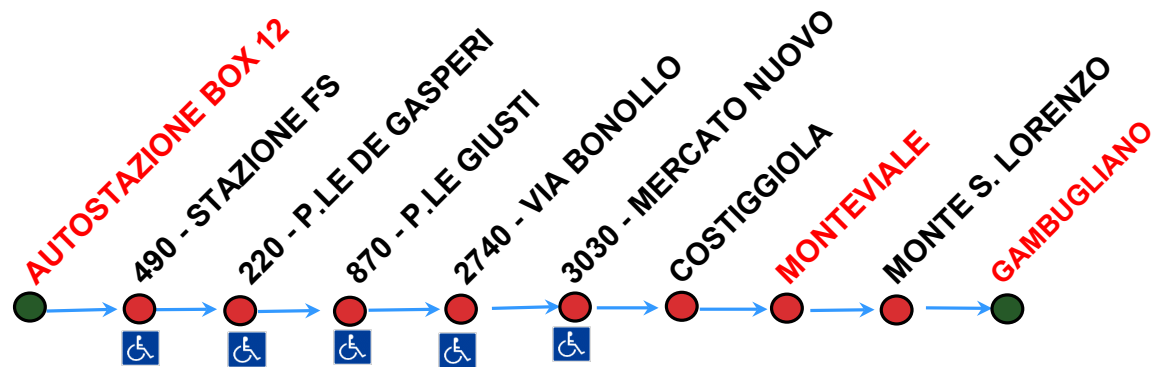 AUTOSTAZIONE BOX 12
490 - STAZIONE FS
220 - P.LE DE GASPERI
870 - P.LE GIUSTI
2740 - VIA BONOLLO
3030 - MERCATO NUOVO
COSTIGGIOLA
MONTEVIALE
MONTE S. LORENZO
GAMBUGLIANO